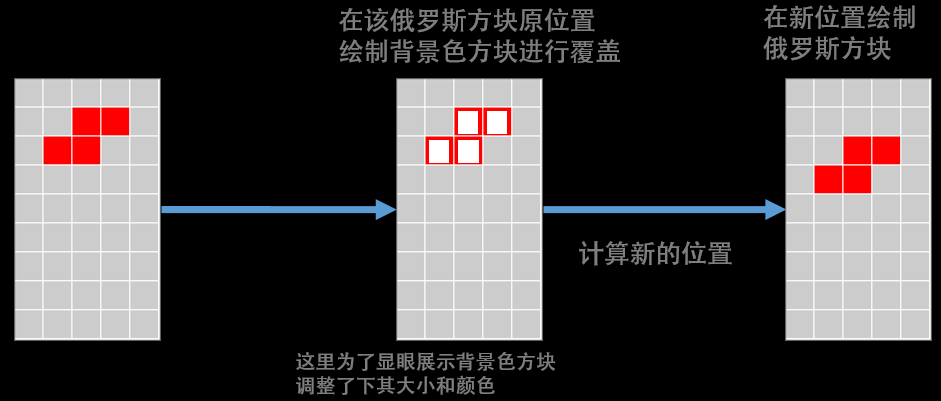 在该俄罗斯方块原位置
绘制背景色方块进行覆盖
在新位置绘制
俄罗斯方块
计算新的位置
这里为了显眼展示背景色方块
调整了下其大小和颜色